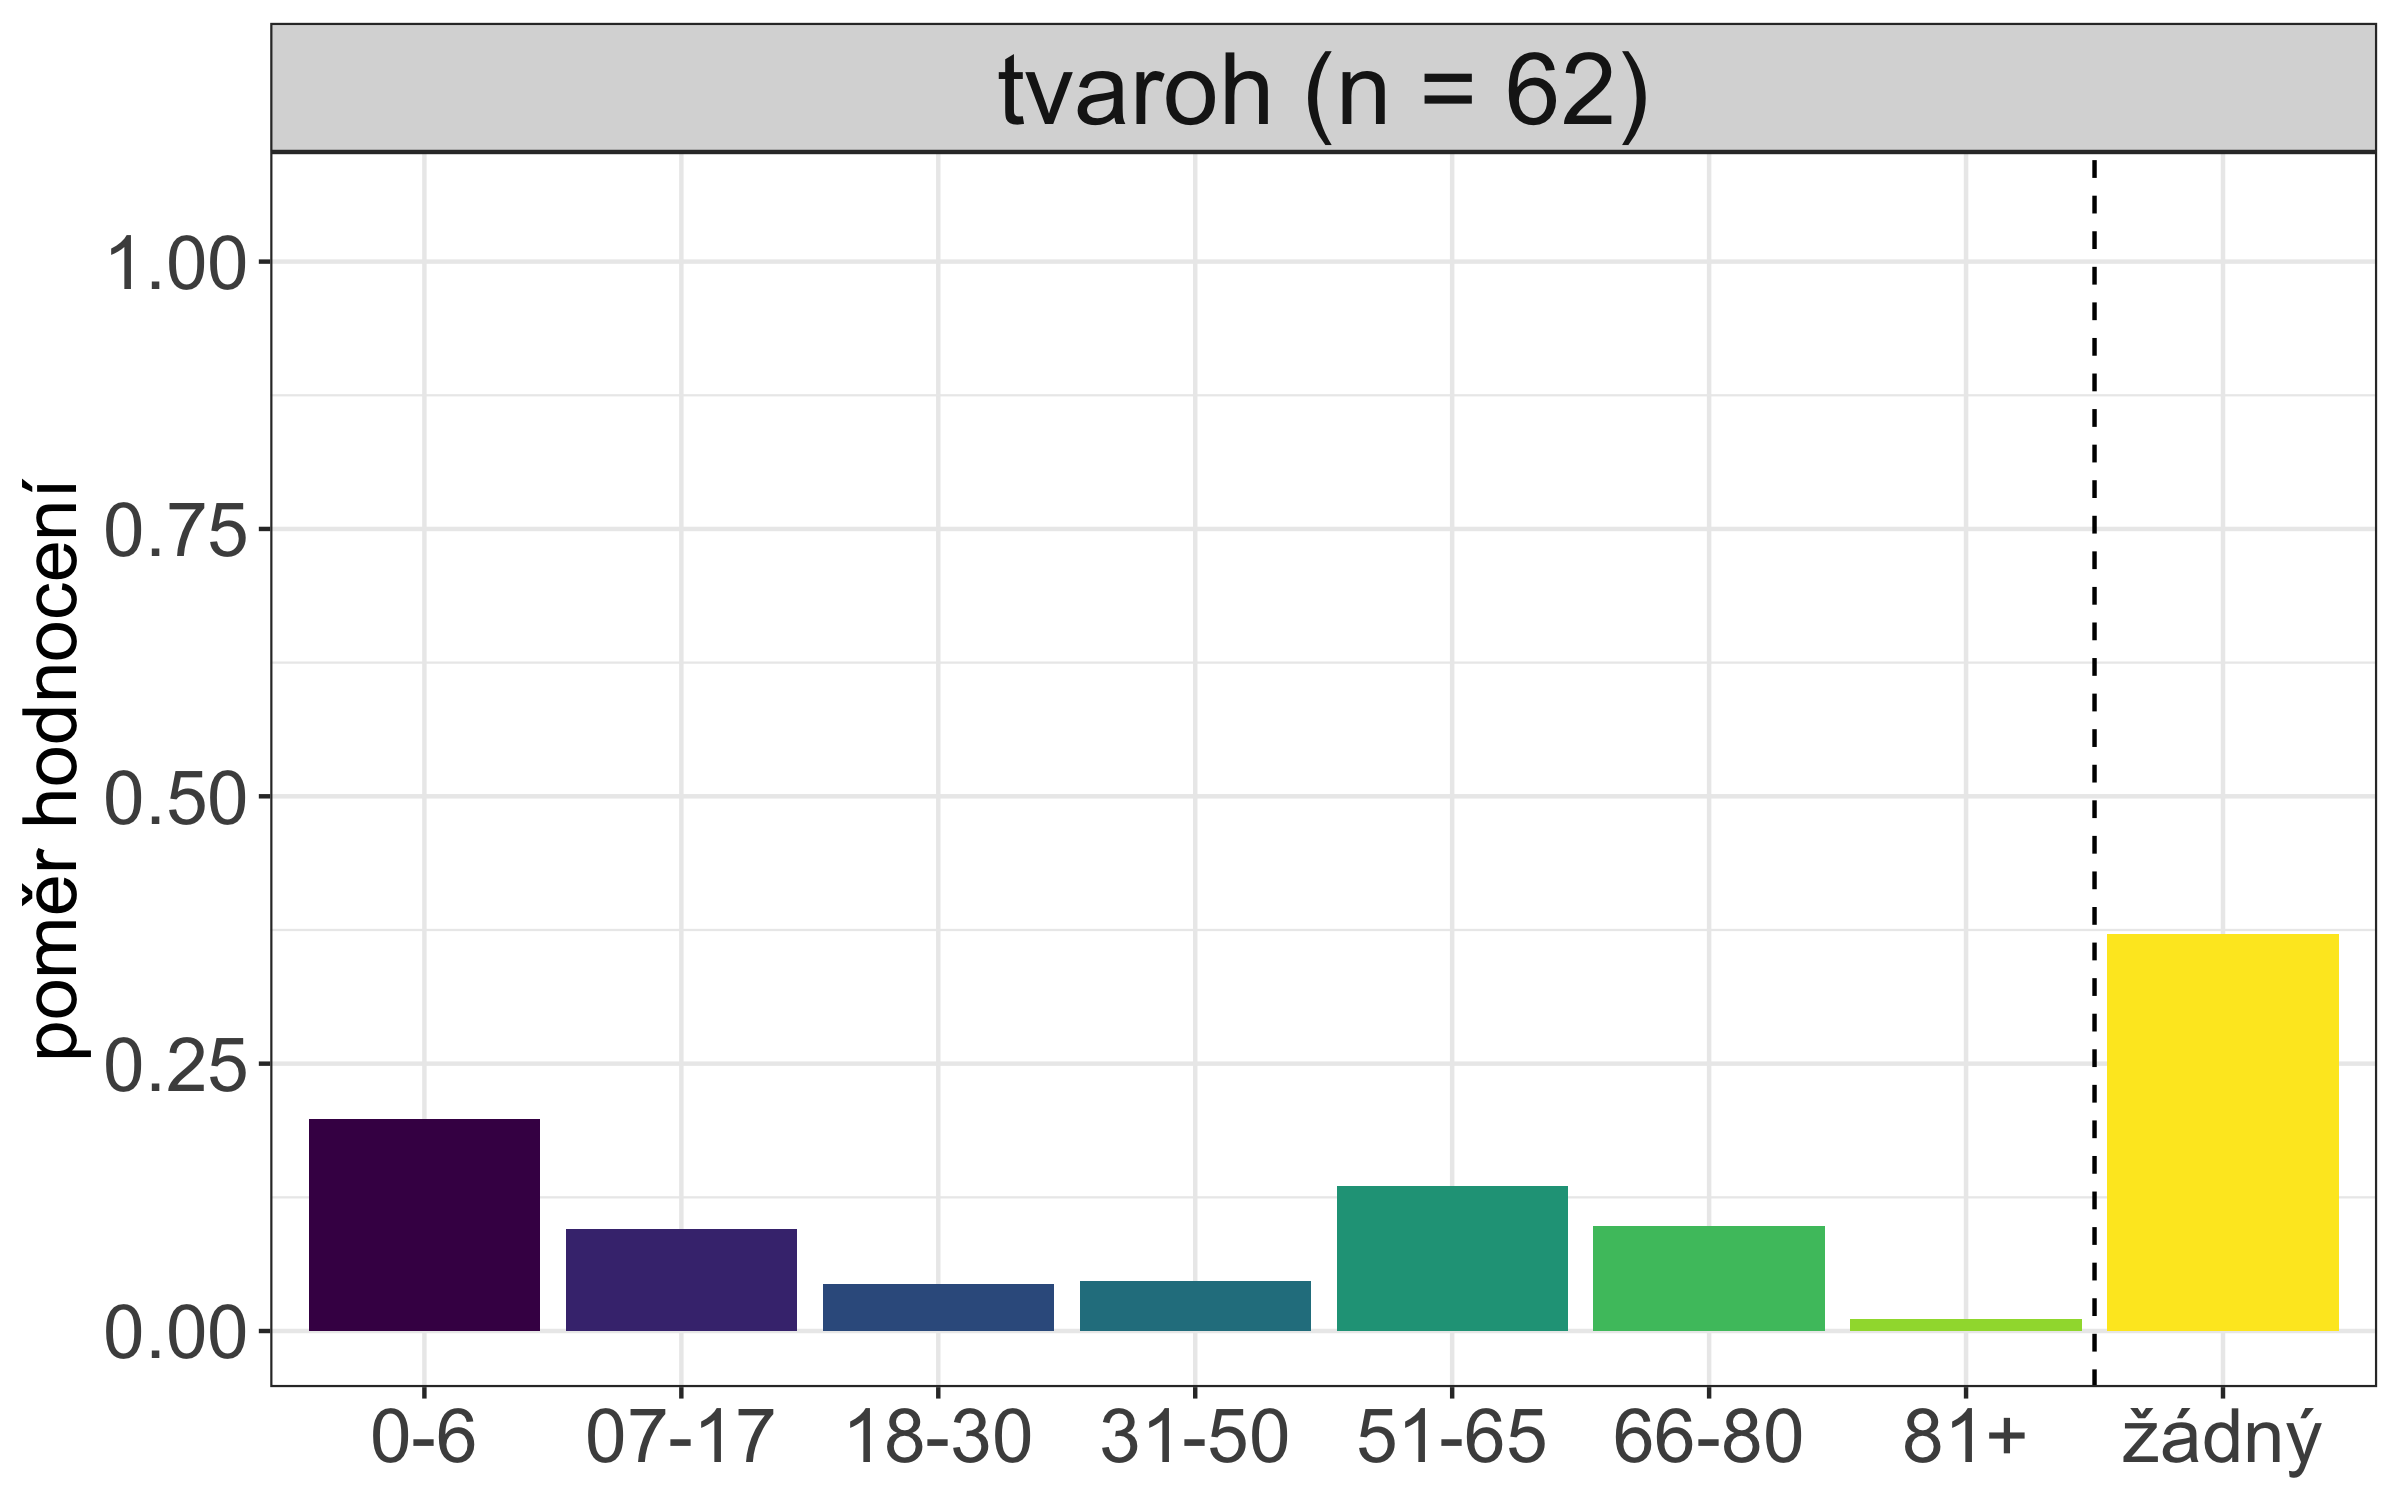 tvaroh (n = 62)
poměr hodnocení
1.00
0.75
0.50
0.25
0.00
0-6 07-17 18-30 31-50 51-65 66-80 81+ žádný